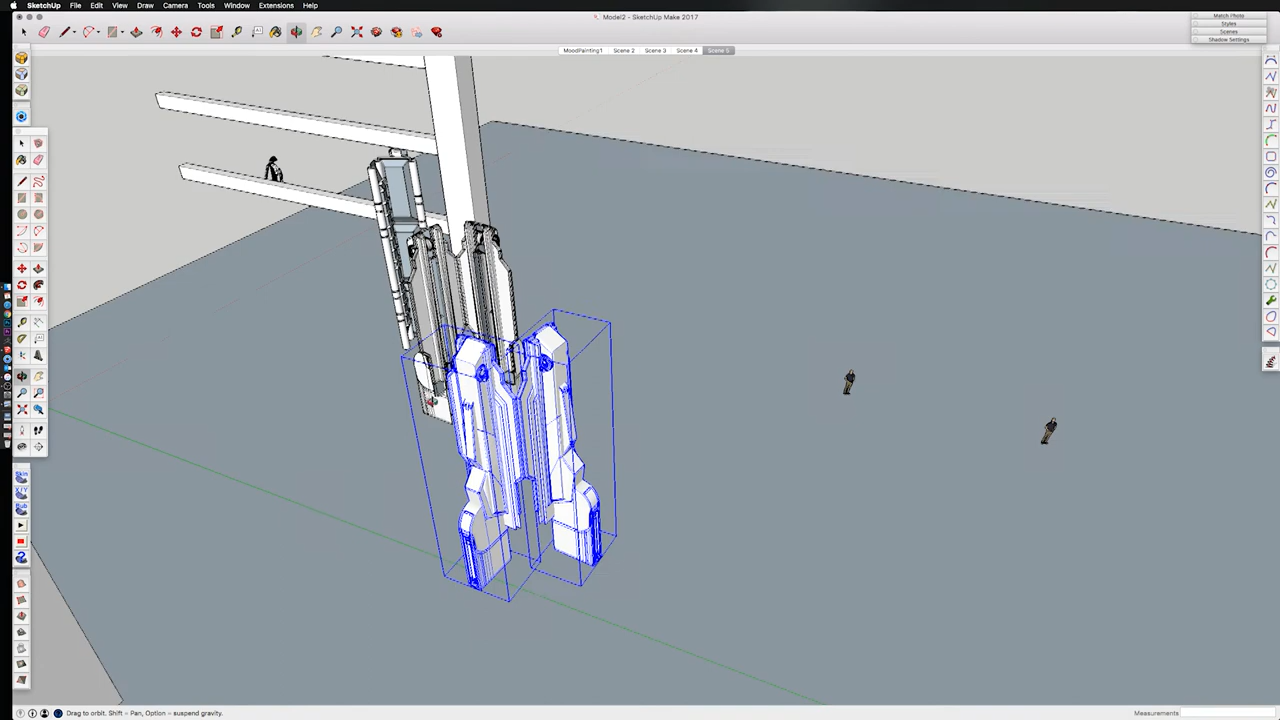 SketchUp File Edit View Draw Camera Tools Window Extensions Help
Model2 - SketchUp Make 2017
Match Photo
Styles
Scenes
Shadow Settings
MoodPainting1 Scene 2 Scene 3 Scene 4 Scene 5
Skin
X/Y
Bub
Drag to orbit. Shift = Pan, Option = suspend gravity.
Measurements